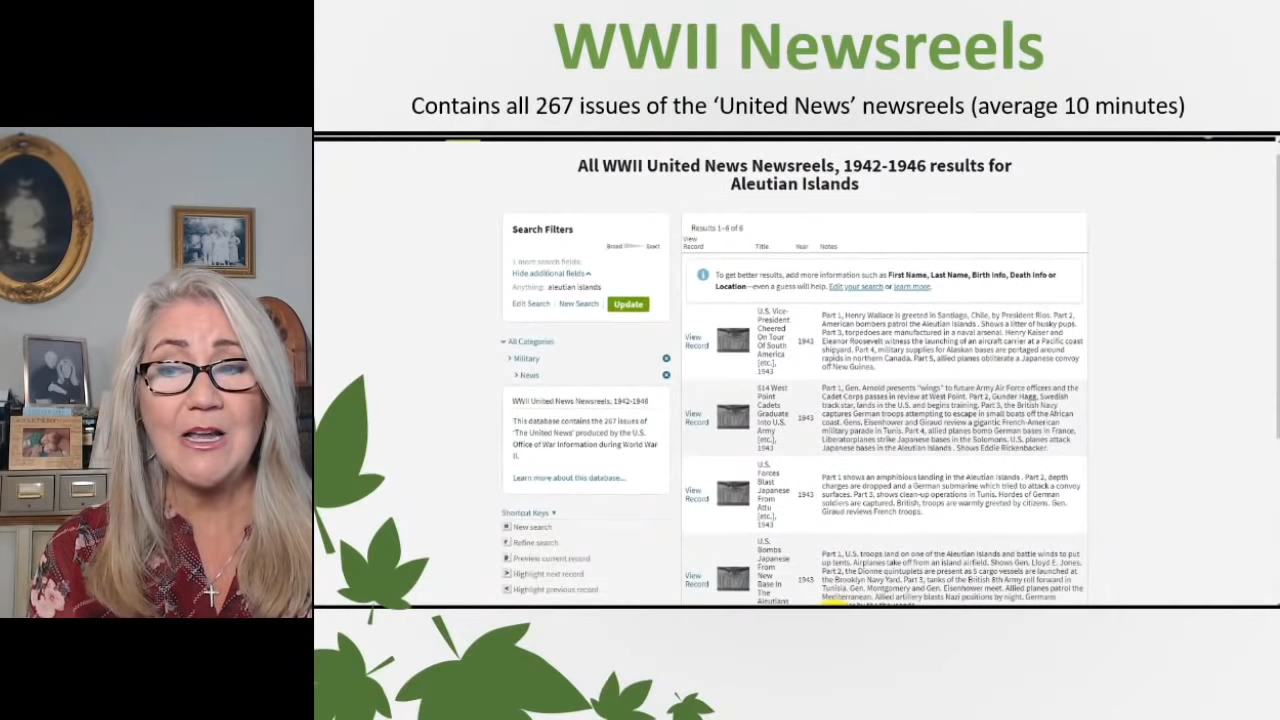 WWII Newsreels
Contains all 267 issues of the ‘United News’ newsreels (average 10 minutes)
All WWII United News Newsreels, 1942-1946 results for
Aleutian Islands
Search Filters
Broad Exact
1 more search fields:
Hide additional fields
Anything: aleutian islands
Edit Search New Search Update
All Categories
Military
News
WWII United News Newsreels, 1942-1946
This database contains the 267 issues of
'The United News' produced by the U.S.
Office of War Information during World War
II.
Learn more about this database...
Shortcut Keys
New search
Refine search
Preview current record
Highlight next record
Highlight previous record
Results 1–6 of 6
View
Record Title Year Notes
To get better results, add more information such as First Name, Last Name, Birth Info, Death Info or
Location—even a guess will help. Edit your search or learn more.
View
Record
U.S. Vice-
President
Cheered
On Tour
Of South
America
[etc.],
1943
1943
Part 1, Henry Wallace is greeted in Santiago, Chile, by President Rios. Part 2,
American bombers patrol the Aleutian Islands . Shows a litter of husky pups.
Part 3, torpedoes are manufactured in a naval arsenal. Henry Kaiser and
Eleanor Roosevelt witness the launching of an aircraft carrier at a Pacific coast
shipyard. Part 4, military supplies for Alaskan bases are portaged around
rapids in northern Canada. Part 5, allied planes obliterate a Japanese convoy
off New Guinea.
View
Record
514 West
Point
Cadets
Graduate
Into U.S.
Army
[etc.],
1943
1943
Part 1, Gen. Arnold presents "wings" to future Army Air Force officers and the
Cadet Corps passes in review at West Point. Part 2, Gunder Hagg, Swedish
track star, lands in the U.S. and begins training. Part 3, the British Navy
captures German troops attempting to escape in small boats off the African
coast. Gens. Eisenhower and Giraud review a gigantic French-American
military parade in Tunis. Part 4, allied planes bomb German bases in France.
Liberatorplanes strike Japanese bases in the Solomons. U.S. planes attack
Japanese bases in the Aleutian Islands . Shows Eddie Rickenbacker.
View
Record
U.S.
Forces
Blast
Japanese
From
Attu
[etc.],
1943
1943
Part 1 shows an amphibious landing in the Aleutian Islands . Part 2, depth
charges are dropped and a German submarine which tried to attack a convoy
surfaces. Part 3, shows clean-up operations in Tunis. Hordes of German
soldiers are captured. British, troops are warmly greeted by citizens. Gen.
Giraud reviews French troops.
View
Record
U.S.
Bombs
Japanese
From
New
Base In
The
Aleutians
1943
Part 1, U.S. troops land on one of the Aleutian Islands and battle winds to put
up tents. Airplanes take off from an island airfield. Shows Gen. Lloyd E. Jones.
Part 2, the Dionne quintuplets are present as 5 cargo vessels are launched at
the Brooklyn Navy Yard. Part 3, tanks of the British 8th Army roll forward in
Tunisia. Gen. Montgomery and Gen. Eisenhower meet. Allied planes patrol the
Mediterranean. Allied artillery blasts Nazi positions by night. Germans